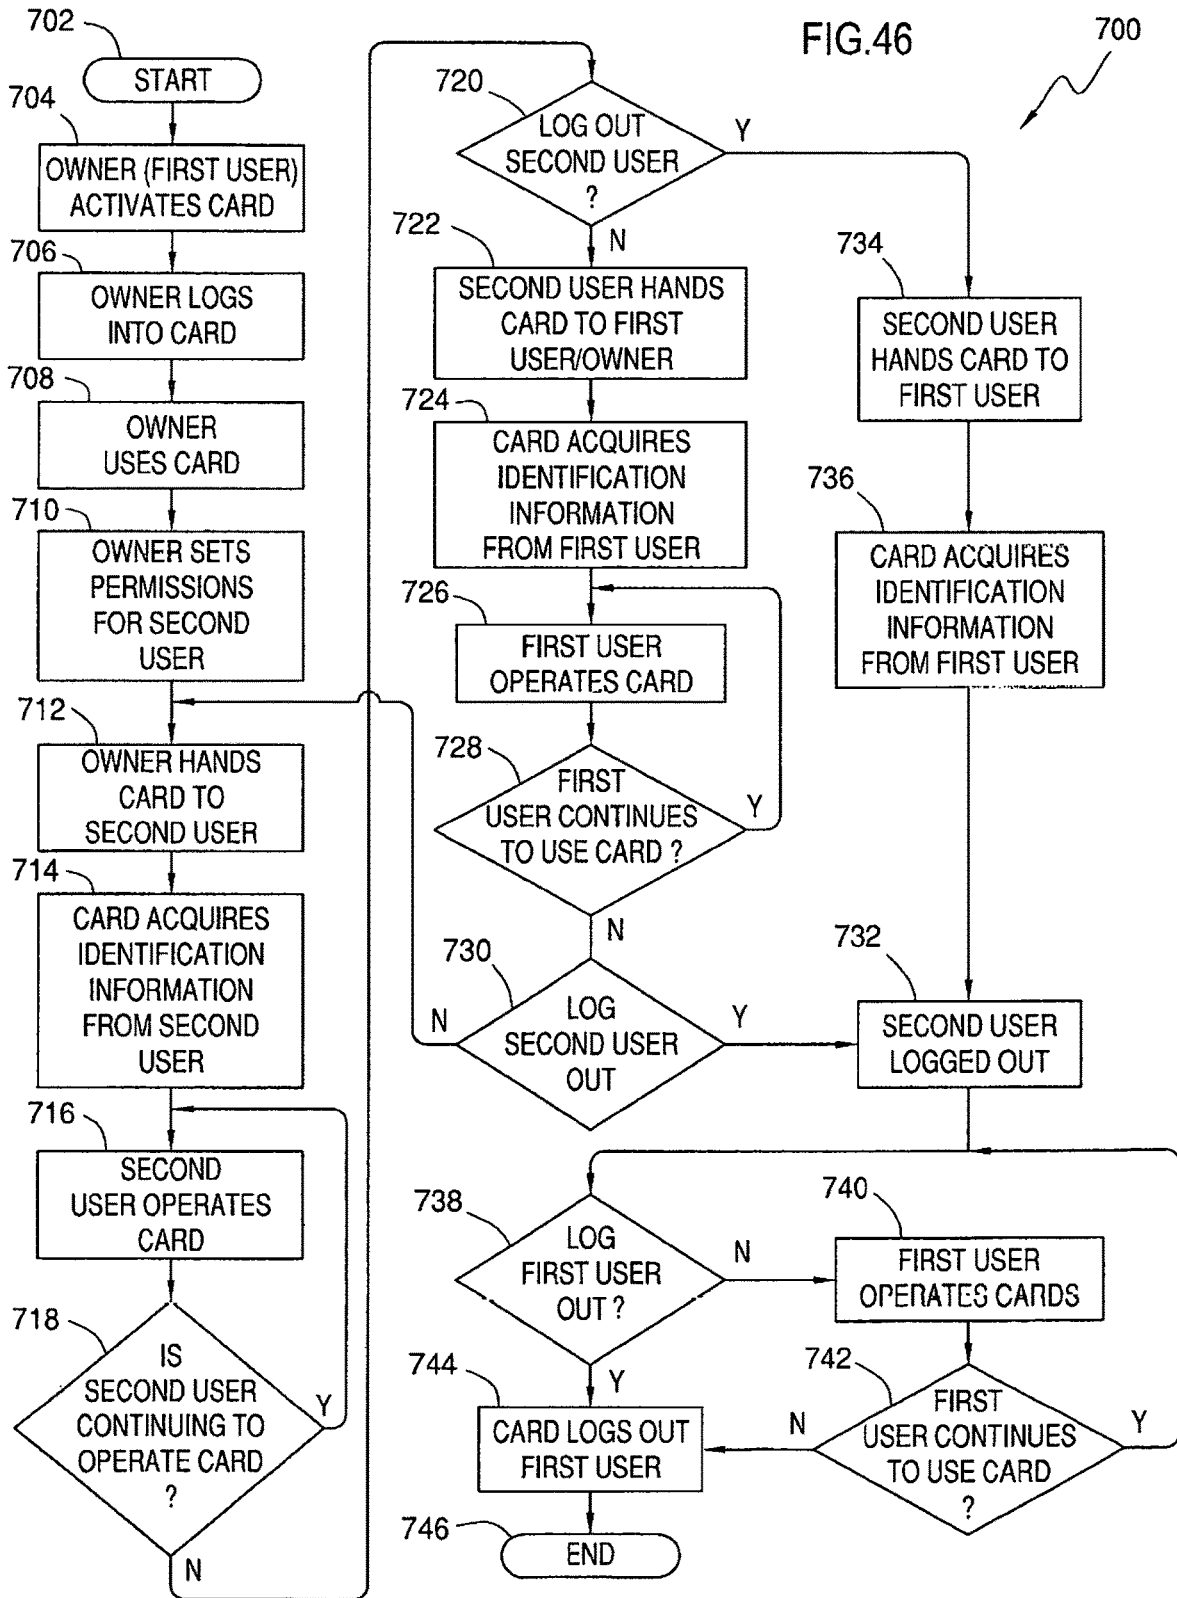 FIG.46
700
702
START
704
OWNER (FIRST USER)
ACTIVATES CARD
706
OWNER LOGS
INTO CARD
708
OWNER
USES CARD
710
OWNER SETS
PERMISSIONS
FOR SECOND
USER
712
OWNER HANDS
CARD TO
SECOND USER
714
CARD ACQUIRES
IDENTIFICATION
INFORMATION
FROM SECOND
USER
716
SECOND
USER OPERATES
CARD
718
IS
SECOND USER
CONTINUING TO
OPERATE CARD
?
Y
N
720
LOG OUT
SECOND USER
?
Y
N
722
SECOND USER HANDS
CARD TO FIRST
USER/OWNER
724
CARD ACQUIRES
IDENTIFICATION
INFORMATION
FROM FIRST USER
726
FIRST USER
OPERATES CARD
728
FIRST
USER CONTINUES
TO USE CARD ?
Y
N
730
LOG
SECOND USER
OUT
N
Y
734
SECOND USER
HANDS CARD TO
FIRST USER
736
CARD ACQUIRES
IDENTIFICATION
INFORMATION
FROM FIRST USER
732
SECOND USER
LOGGED OUT
738
LOG
FIRST USER
OUT ?
N
Y
740
FIRST USER
OPERATES CARDS
742
FIRST
USER CONTINUES
TO USE CARD
?
N
Y
744
CARD LOGS OUT
FIRST USER
746
END